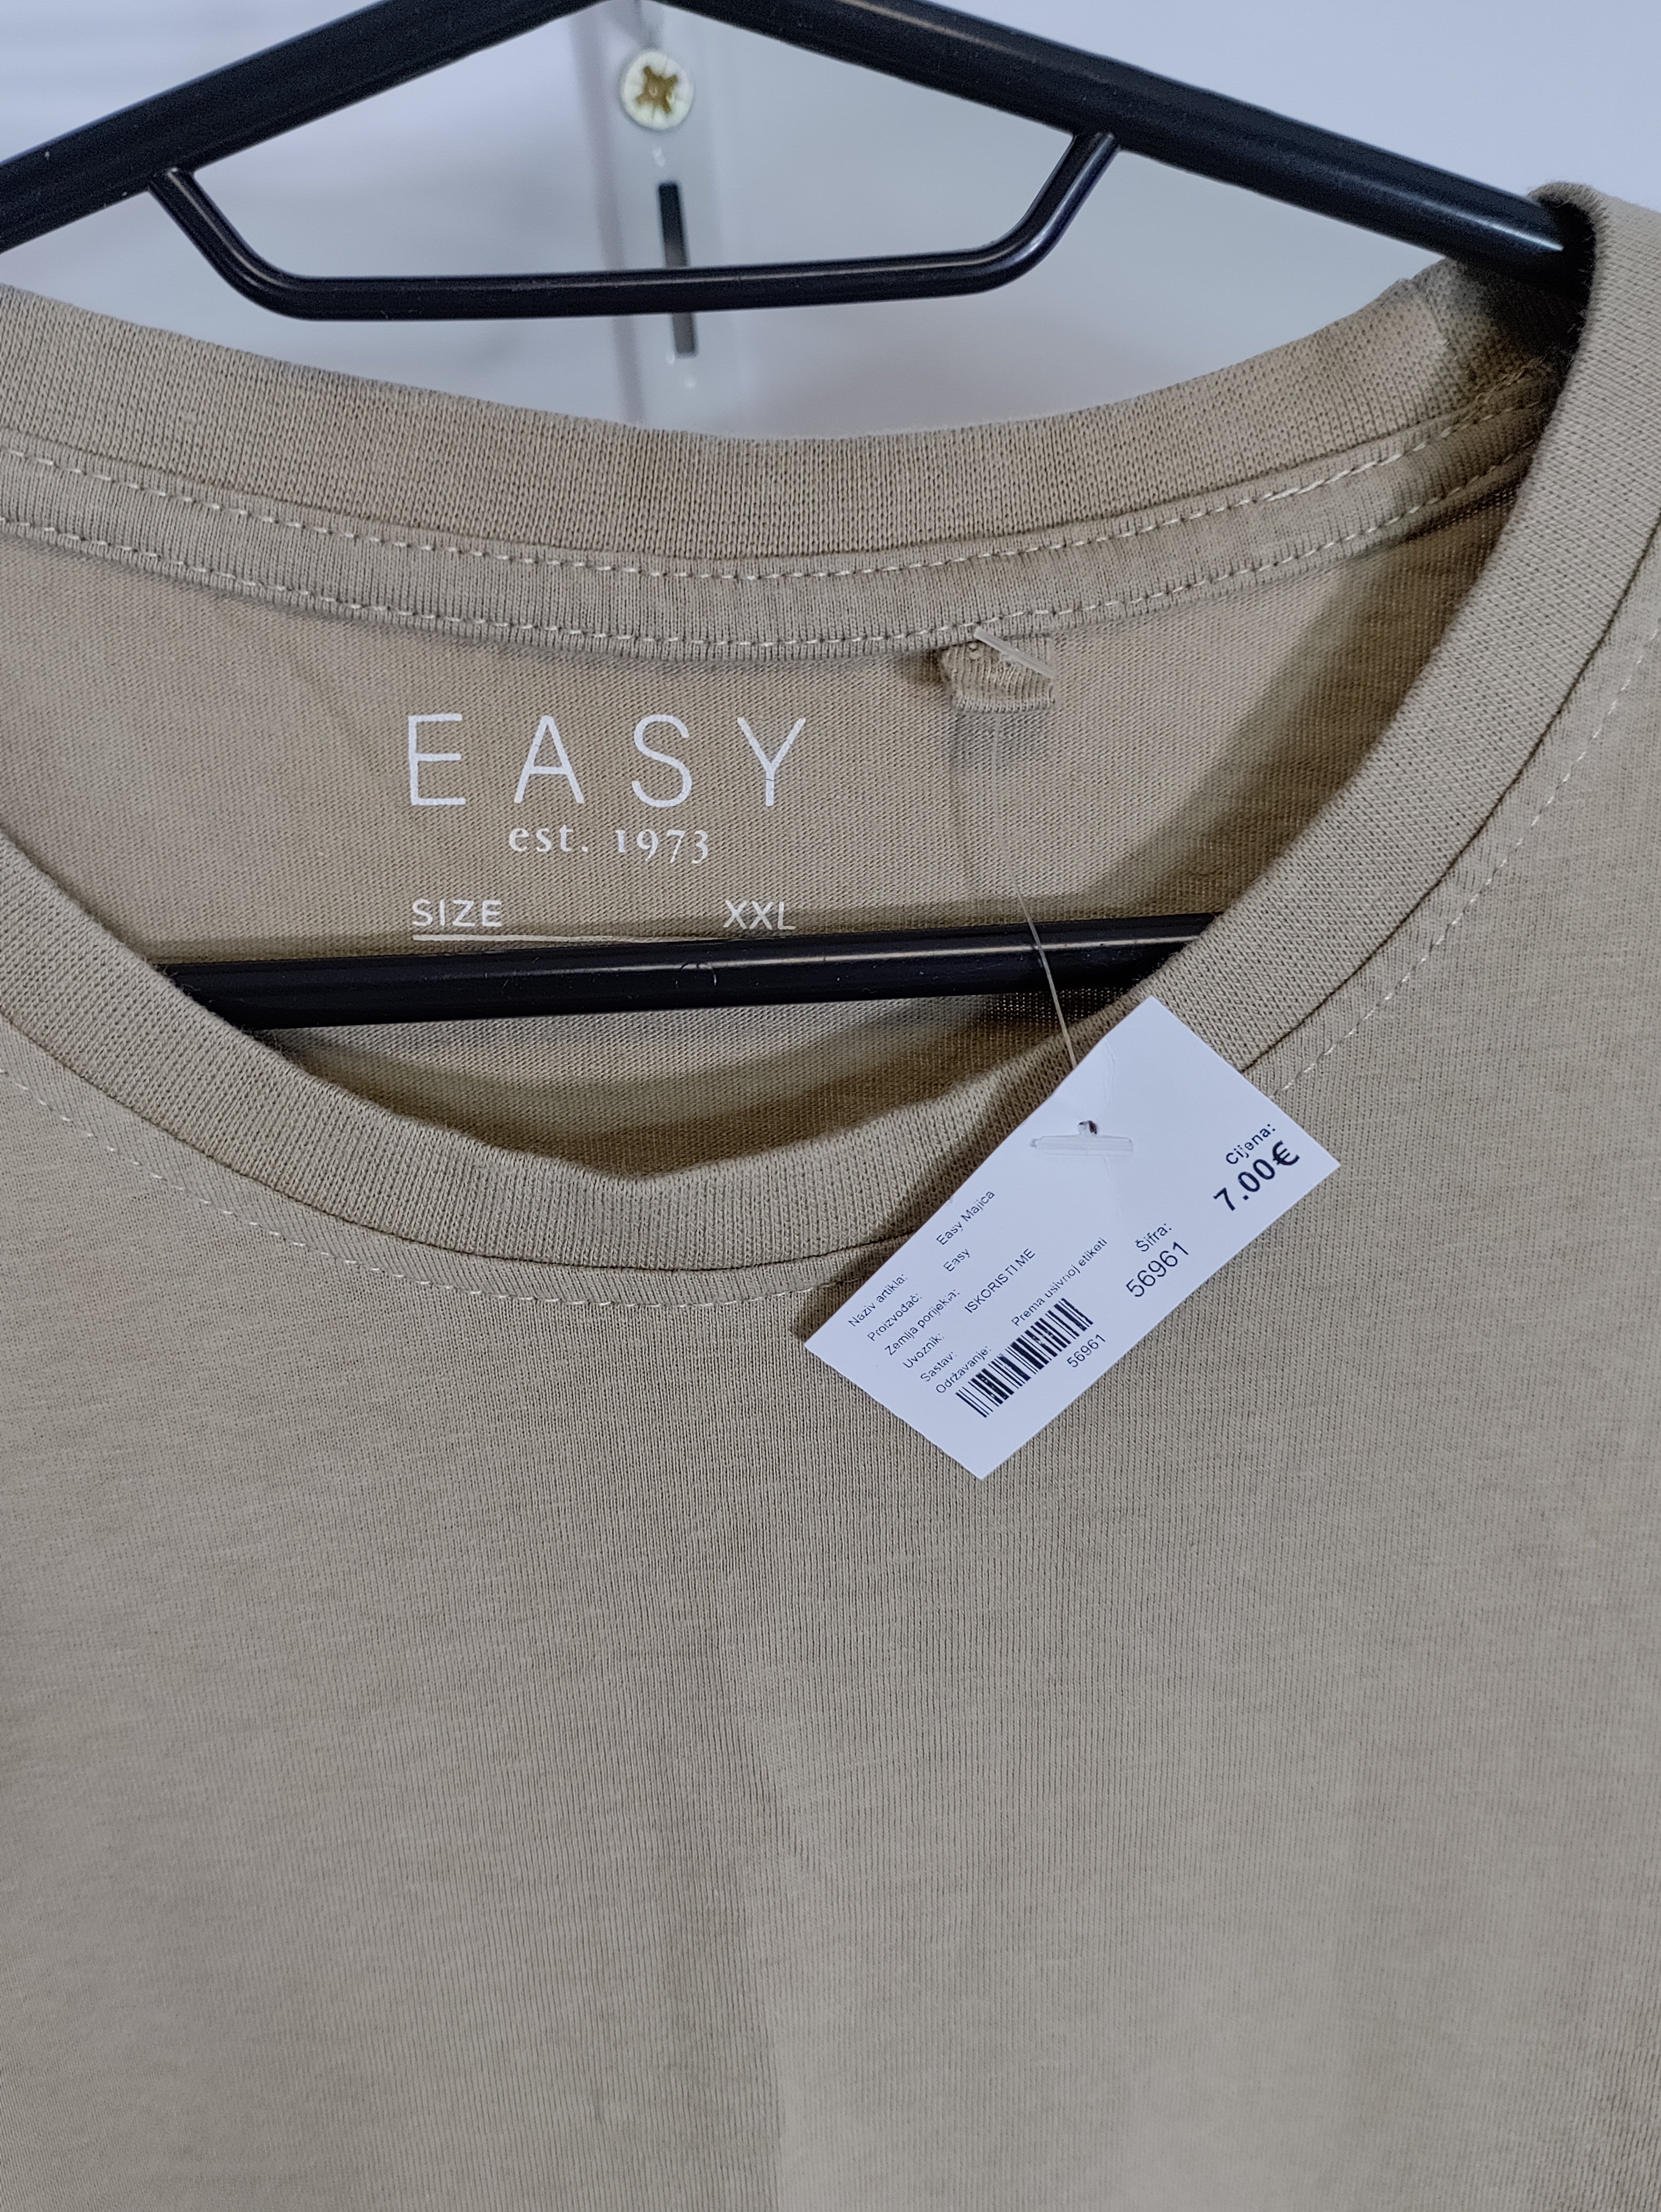 EASY
est. 1973
SIZE XXL
Cijena:
7.00€
Naziv artikla: Easy Majica
Proizvođač: Easy
Zemlja porijekla:
Uvoznik: ISKORISTI.ME
Sastav:
Održavanje: Prema ušivnoj etiketi
Šifra:
56961
56961